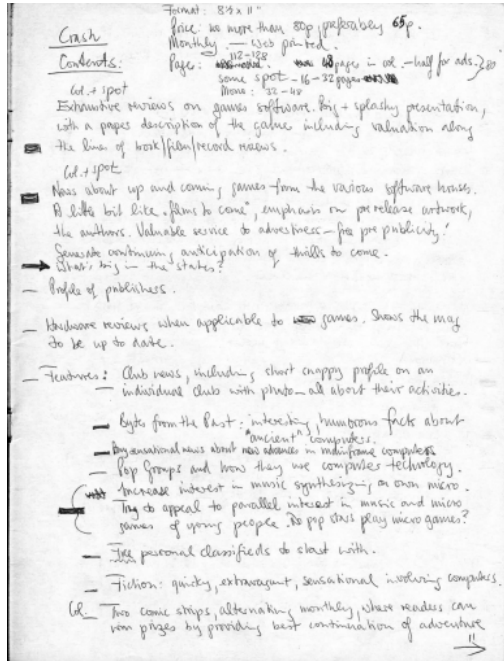 Format: 8½ x 11"
Crash
Price: no more than 80p, preferabley 65p.
Monthly — web printed.
Contents:
Pages: 112-128 pages in col. - half for ads. } 80
some spot - 16-32 pages
Mono: 32-48
Col. + spot
Exhaustive reviews on games software. Big + splashy presentation,
with a papes description of the game including valuation along
the lines of book/film/record reviews.
Col. + spot
News about up and coming games from the various software houses.
A little bit like "films to come", emphasis on prerelease artwork,
the authors. Valuable service to advertisers - free pre publicity!
Generate continuing anticipation of thrills to come.
What's big in the states?
— Profile of publishers.
— Hardware reviews when applicable to games. Shows the mag
to be up to date.
— Features: Club news, including short snappy profile on an
individual club with photo - all about their activities.
— Bytes from the Past: interesting, humorous facts about
"ancient" computers.
— Any sensational news about new advances in mainframe computers
— Pop Groups and how they use computer technology.
Increase interest in music synthesizing on own micro.
Try to appeal to parallel interest in music and micro
games of young people. Do pop stars play micro games?
— Free personal classifieds to start with.
— Fiction: quicky, extravagent, sensational involving computers.
Col. — Two comic strips, alternating monthly, where readers can
win prizes by providing best continuation of adventure